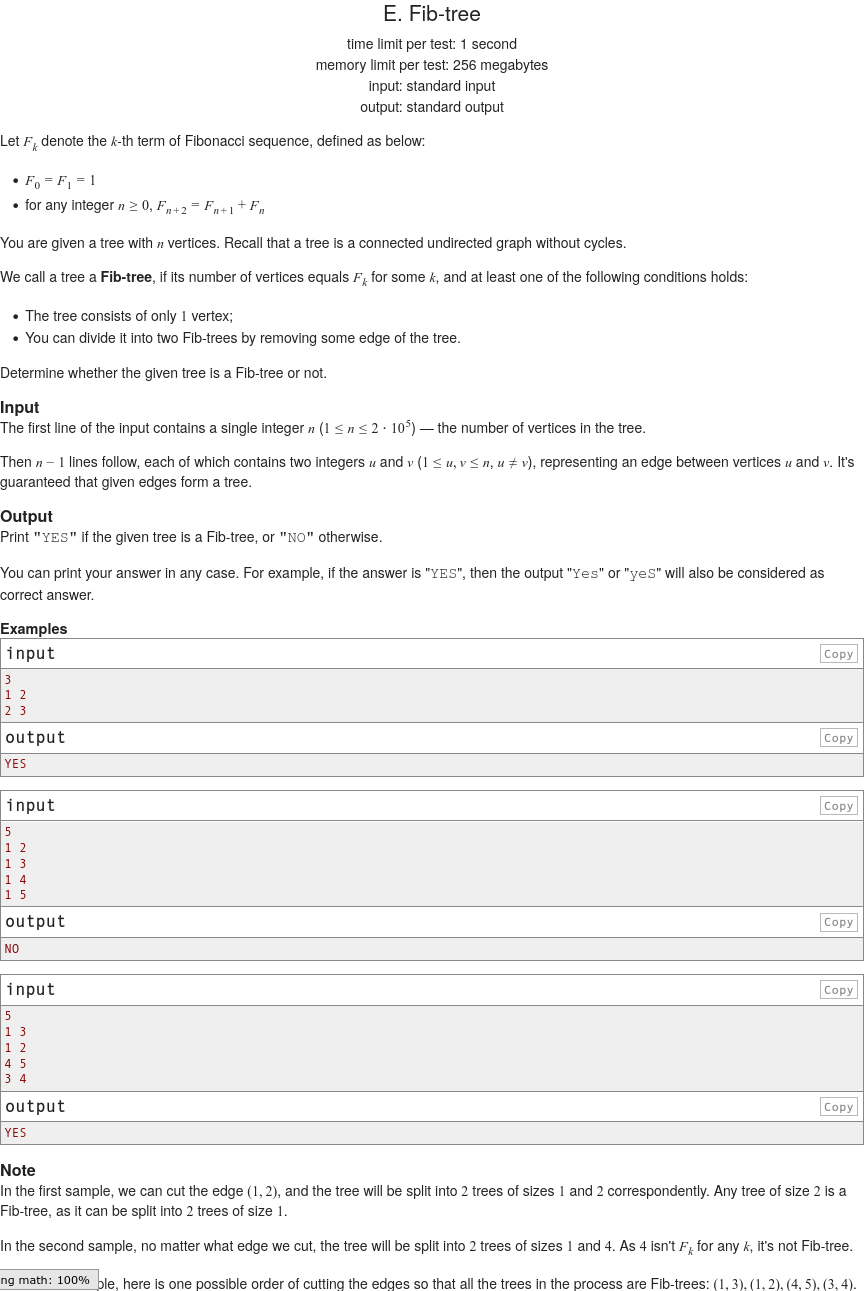 E. Fib-tree
time limit per test: 1 second
memory limit per test: 256 megabytes
input: standard input
output: standard output
Let F_k denote the k-th term of Fibonacci sequence, defined as below:
• F_0 = F_1 = 1
• for any integer n ≥ 0, F_{n+2} = F_{n+1} + F_n
You are given a tree with n vertices. Recall that a tree is a connected undirected graph without cycles.
We call a tree a Fib-tree, if its number of vertices equals F_k for some k, and at least one of the following conditions holds:
• The tree consists of only 1 vertex;
• You can divide it into two Fib-trees by removing some edge of the tree.
Determine whether the given tree is a Fib-tree or not.
Input
The first line of the input contains a single integer n (1 ≤ n ≤ 2 · 10^5) — the number of vertices in the tree.
Then n − 1 lines follow, each of which contains two integers u and v (1 ≤ u, v ≤ n, u ≠ v), representing an edge between vertices u and v. It's
guaranteed that given edges form a tree.
Output
Print "YES" if the given tree is a Fib-tree, or "NO" otherwise.
You can print your answer in any case. For example, if the answer is "YES", then the output "Yes" or "yeS" will also be considered as
correct answer.
Examples
input Copy
3
1 2
2 3
output Copy
YES
input Copy
5
1 2
1 3
1 4
1 5
output Copy
NO
input Copy
5
1 3
1 2
4 5
3 4
output Copy
YES
Note
In the first sample, we can cut the edge (1, 2), and the tree will be split into 2 trees of sizes 1 and 2 correspondently. Any tree of size 2 is a
Fib-tree, as it can be split into 2 trees of size 1.
In the second sample, no matter what edge we cut, the tree will be split into 2 trees of sizes 1 and 4. As 4 isn't F_k for any k, it's not Fib-tree.
ng math: 100% ple, here is one possible order of cutting the edges so that all the trees in the process are Fib-trees: (1, 3), (1, 2), (4, 5), (3, 4).